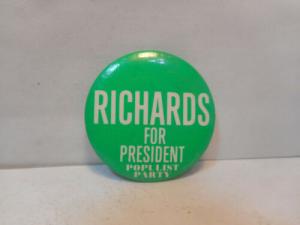 RICHARDS
FOR
PRESIDENT
POPULIST
PARTY